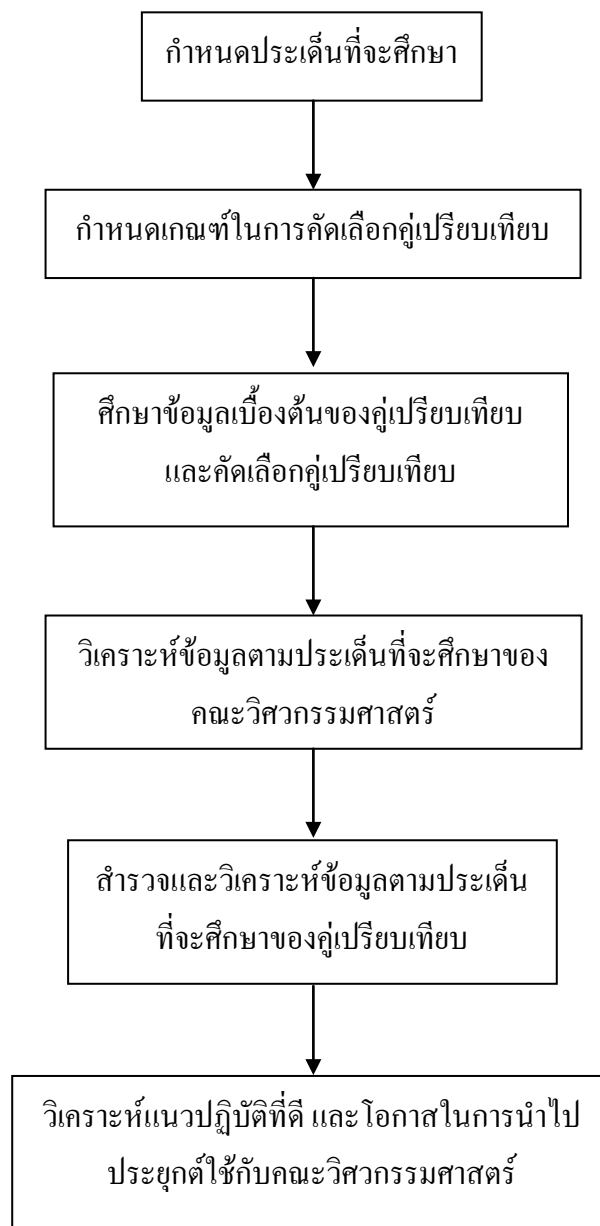 กำหนดประเด็นที่จะศึกษา
กำหนดเกณฑ์ในการคัดเลือกคู่เปรียบเทียบ
ศึกษาข้อมูลเบื้องต้นของคู่เปรียบเทียบ
และคัดเลือกคู่เปรียบเทียบ
วิเคราะห์ข้อมูลตามประเด็นที่จะศึกษาของ
คณะวิศวกรรมศาสตร์
สำรวจและวิเคราะห์ข้อมูลตามประเด็น
ที่จะศึกษาของคู่เปรียบเทียบ
วิเคราะห์แนวปฏิบัติที่ดี และโอกาสในการนำไป
ประยุกต์ใช้กับคณะวิศวกรรมศาสตร์